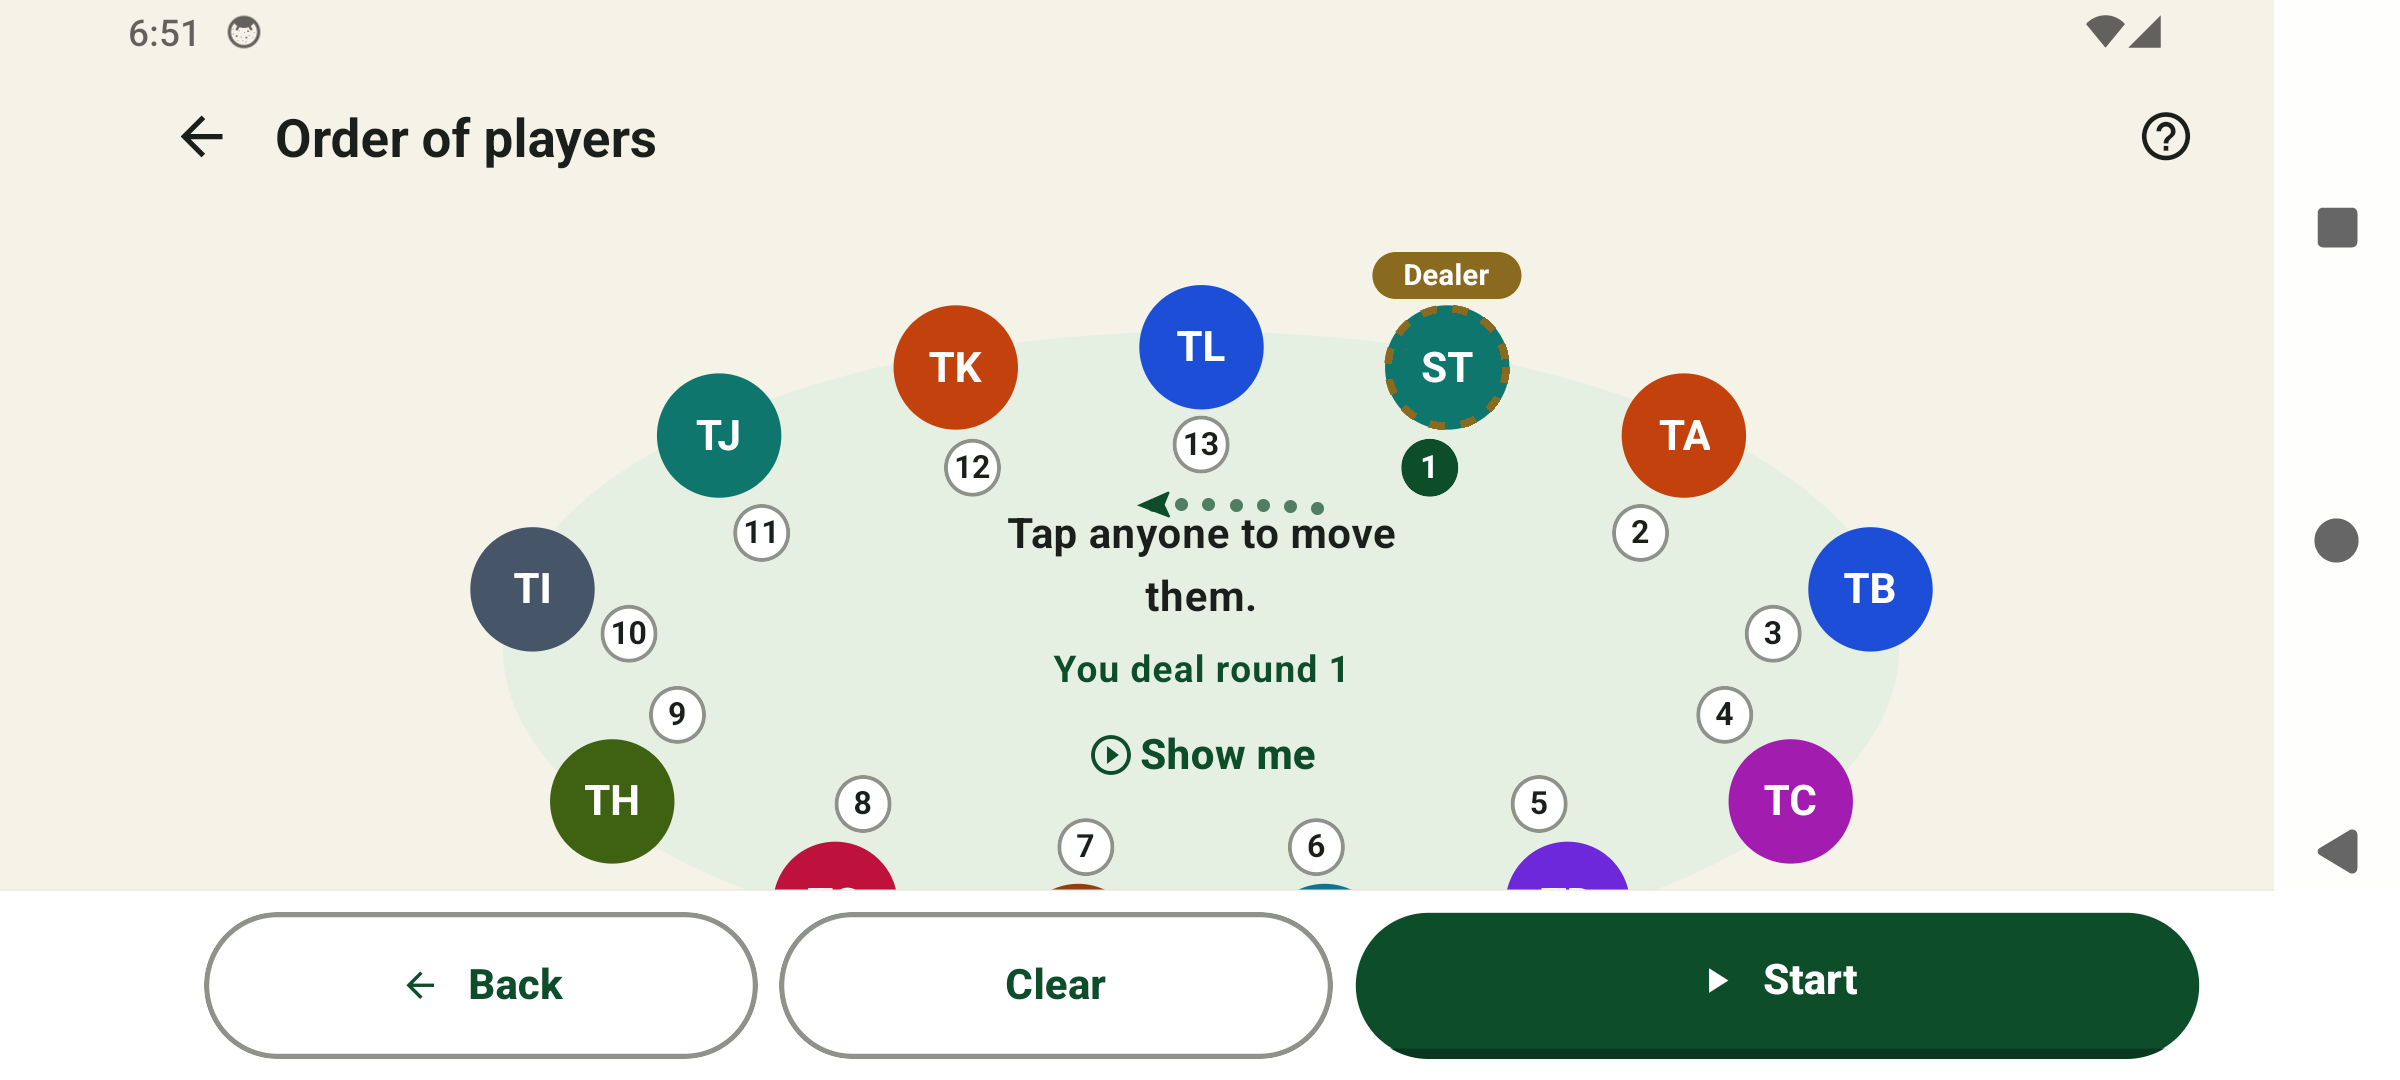 6:51
Order of players
Dealer
TL
TK
ST
TJ
TA
13
12
1
11
2
Tap anyone to move
them.
TI
TB
10
3
You deal round 1
9
4
Show me
TH
TC
8
5
7
6
Back
Clear
Start